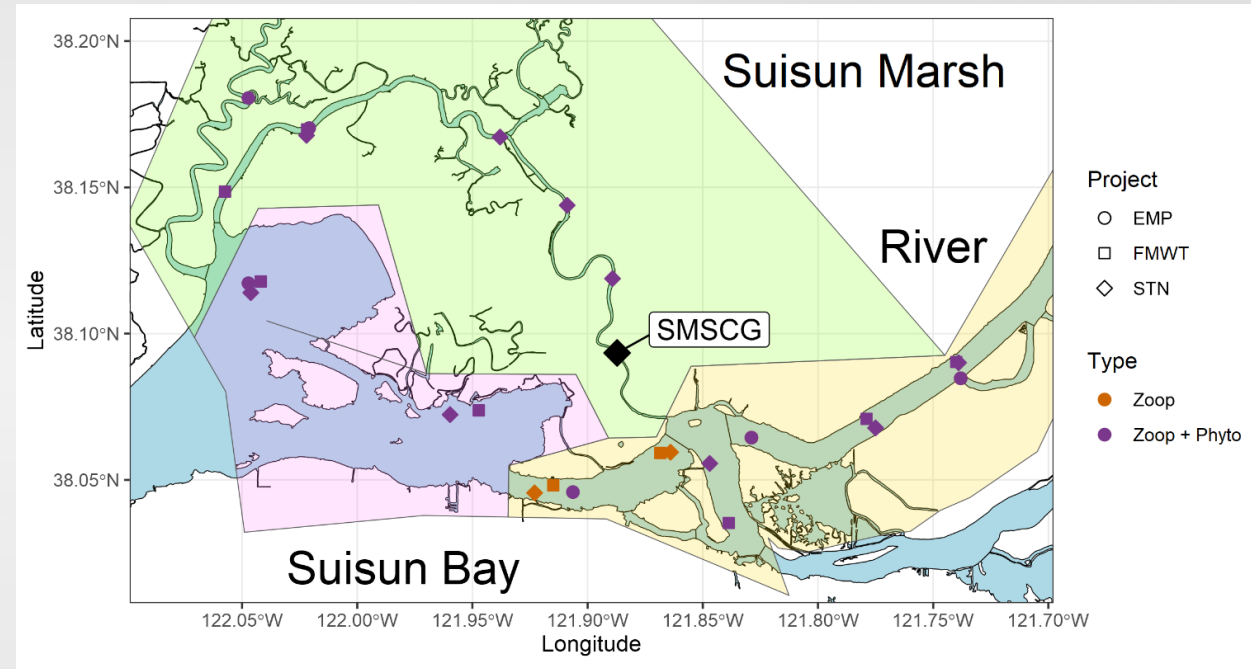 38.20°N
38.15°N
38.10°N
38.05°N
Latitude
Suisun Marsh
River
SMSCG
Suisun Bay
122.05°W
122.00°W
121.95°W
121.90°W
121.85°W
121.80°W
121.75°W
121.70°W
Longitude
Project
EMP
FMWT
STN
Type
Zoop
Zoop + Phyto